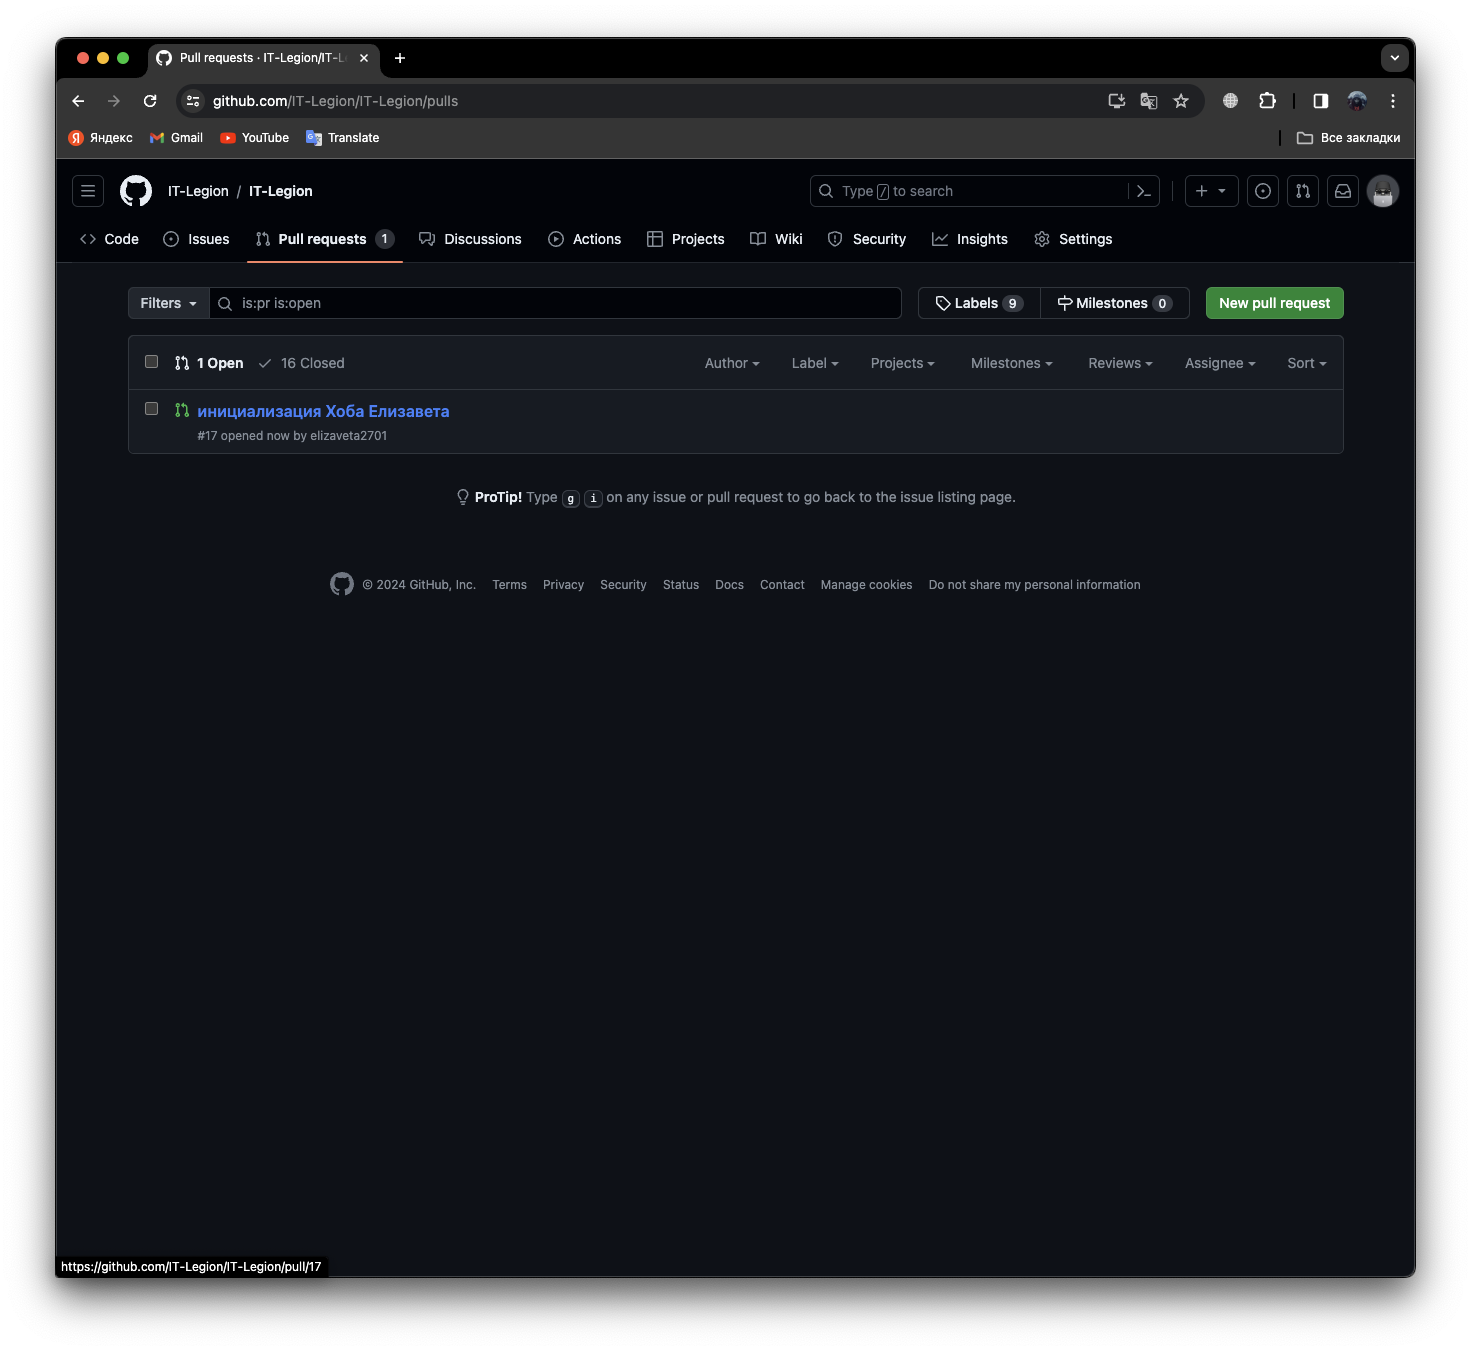 Pull requests · IT-Legion/IT-L
github.com/IT-Legion/IT-Legion/pulls
Яндекс Gmail YouTube Translate Все закладки
IT-Legion / IT-Legion Type / to search
Code Issues Pull requests 1 Discussions Actions Projects Wiki Security Insights Settings
Filters is:pr is:open Labels 9 Milestones 0 New pull request
1 Open 16 Closed Author Label Projects Milestones Reviews Assignee Sort
инициализация Хоба Елизавета
#17 opened now by elizaveta2701
ProTip! Type g i on any issue or pull request to go back to the issue listing page.
© 2024 GitHub, Inc. Terms Privacy Security Status Docs Contact Manage cookies Do not share my personal information
https://github.com/IT-Legion/IT-Legion/pull/17